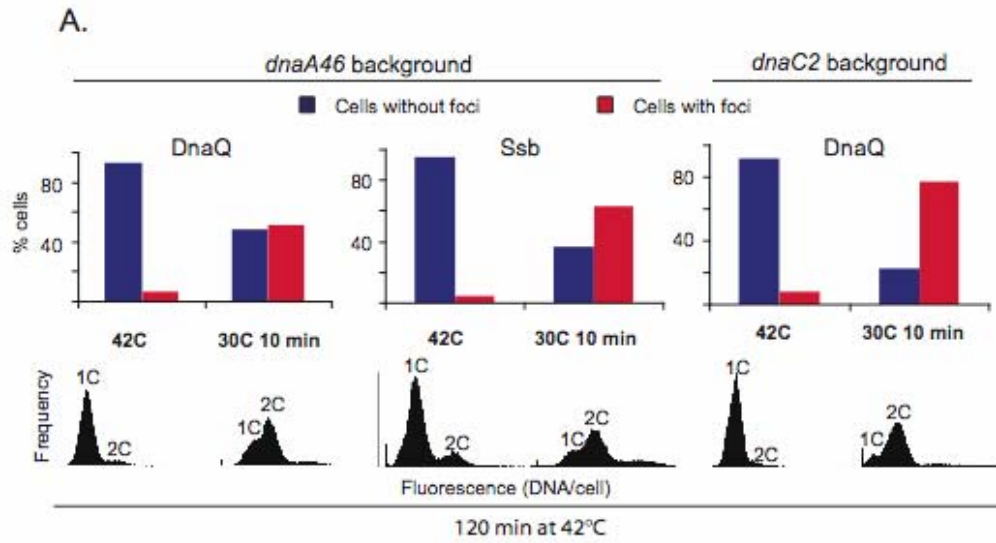 A.
dnaA46 background
dnaC2 background
Cells without foci
Cells with foci
DnaQ
Ssb
DnaQ
% cells
80
40
80
40
80
40
42C
30C 10 min
42C
30C 10 min
42C
30C 10 min
Frequency
1C
2C
1C
2C
1C
2C
1C
2C
1C
2C
1C
2C
Fluorescence (DNA/cell)
120 min at 42°C